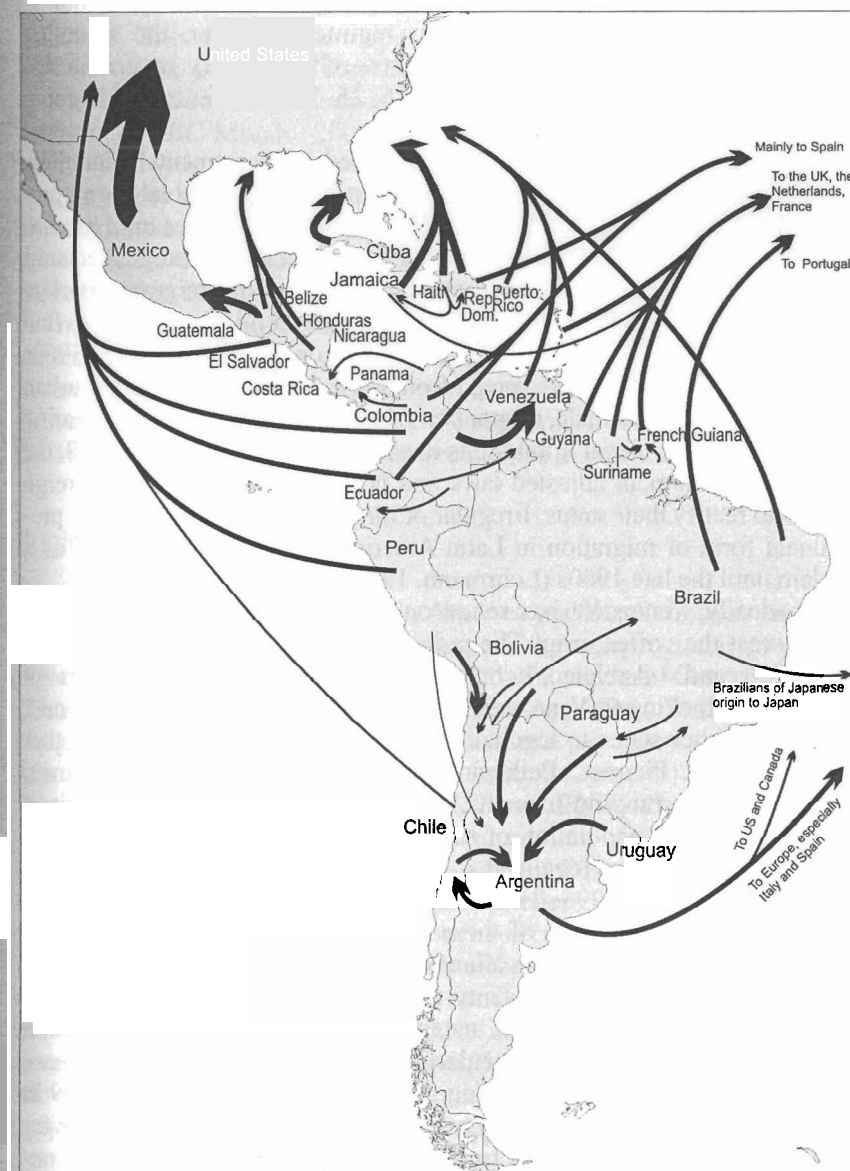 United States
Mainly to Spain
To the UK, the
Netherlands,
France
Mexico
Cuba
To Portugal
Jamaica
Haiti
Rep.
Dom.
Puerto
Rico
Belize
Honduras
Guatemala
Nicaragua
El Salvador
Costa Rica
Panama
Colombia
Venezuela
Guyana
French Guiana
Suriname
Ecuador
Peru
Brazil
Bolivia
Brazilians of Japanese
origin to Japan
Paraguay
Chile
Uruguay
Argentina
To US and Canada
To Europe, especially
Italy and Spain